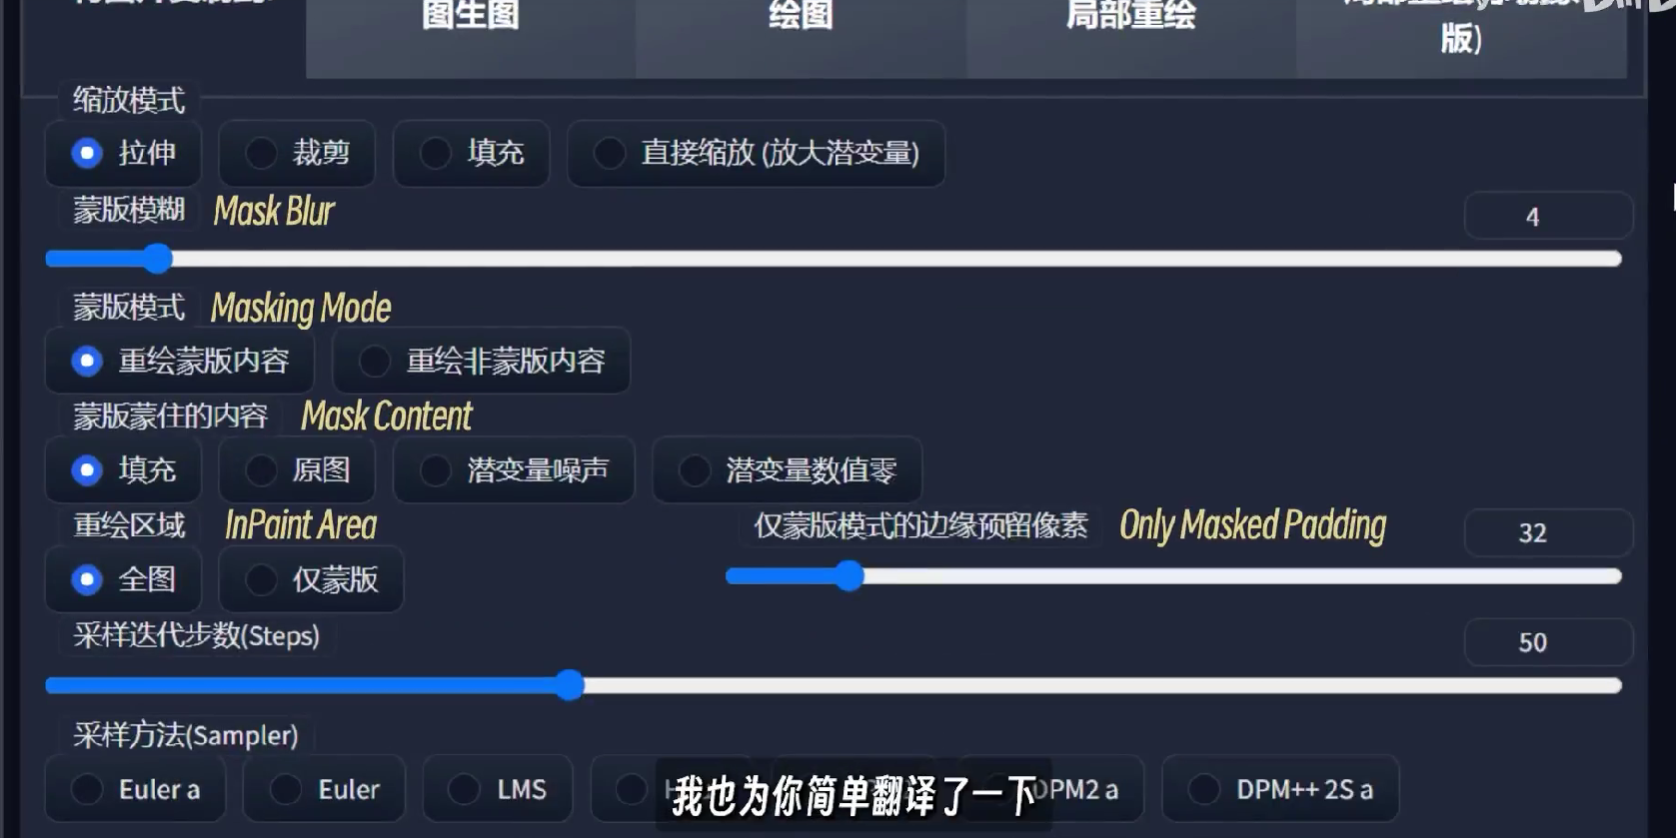 图生图
绘图
局部重绘
版)
缩放模式
拉伸
裁剪
填充
直接缩放 (放大潜变量)
蒙版模糊 Mask Blur
4
蒙版模式 Masking Mode
重绘蒙版内容
重绘非蒙版内容
蒙版蒙住的内容 Mask Content
填充
原图
潜变量噪声
潜变量数值零
重绘区域 InPaint Area
仅蒙版模式的边缘预留像素 Only Masked Padding
32
全图
仅蒙版
采样迭代步数(Steps)
50
采样方法(Sampler)
Euler a
Euler
LMS
DPM2 a
DPM++ 2S a
我也为你简单翻译了一下